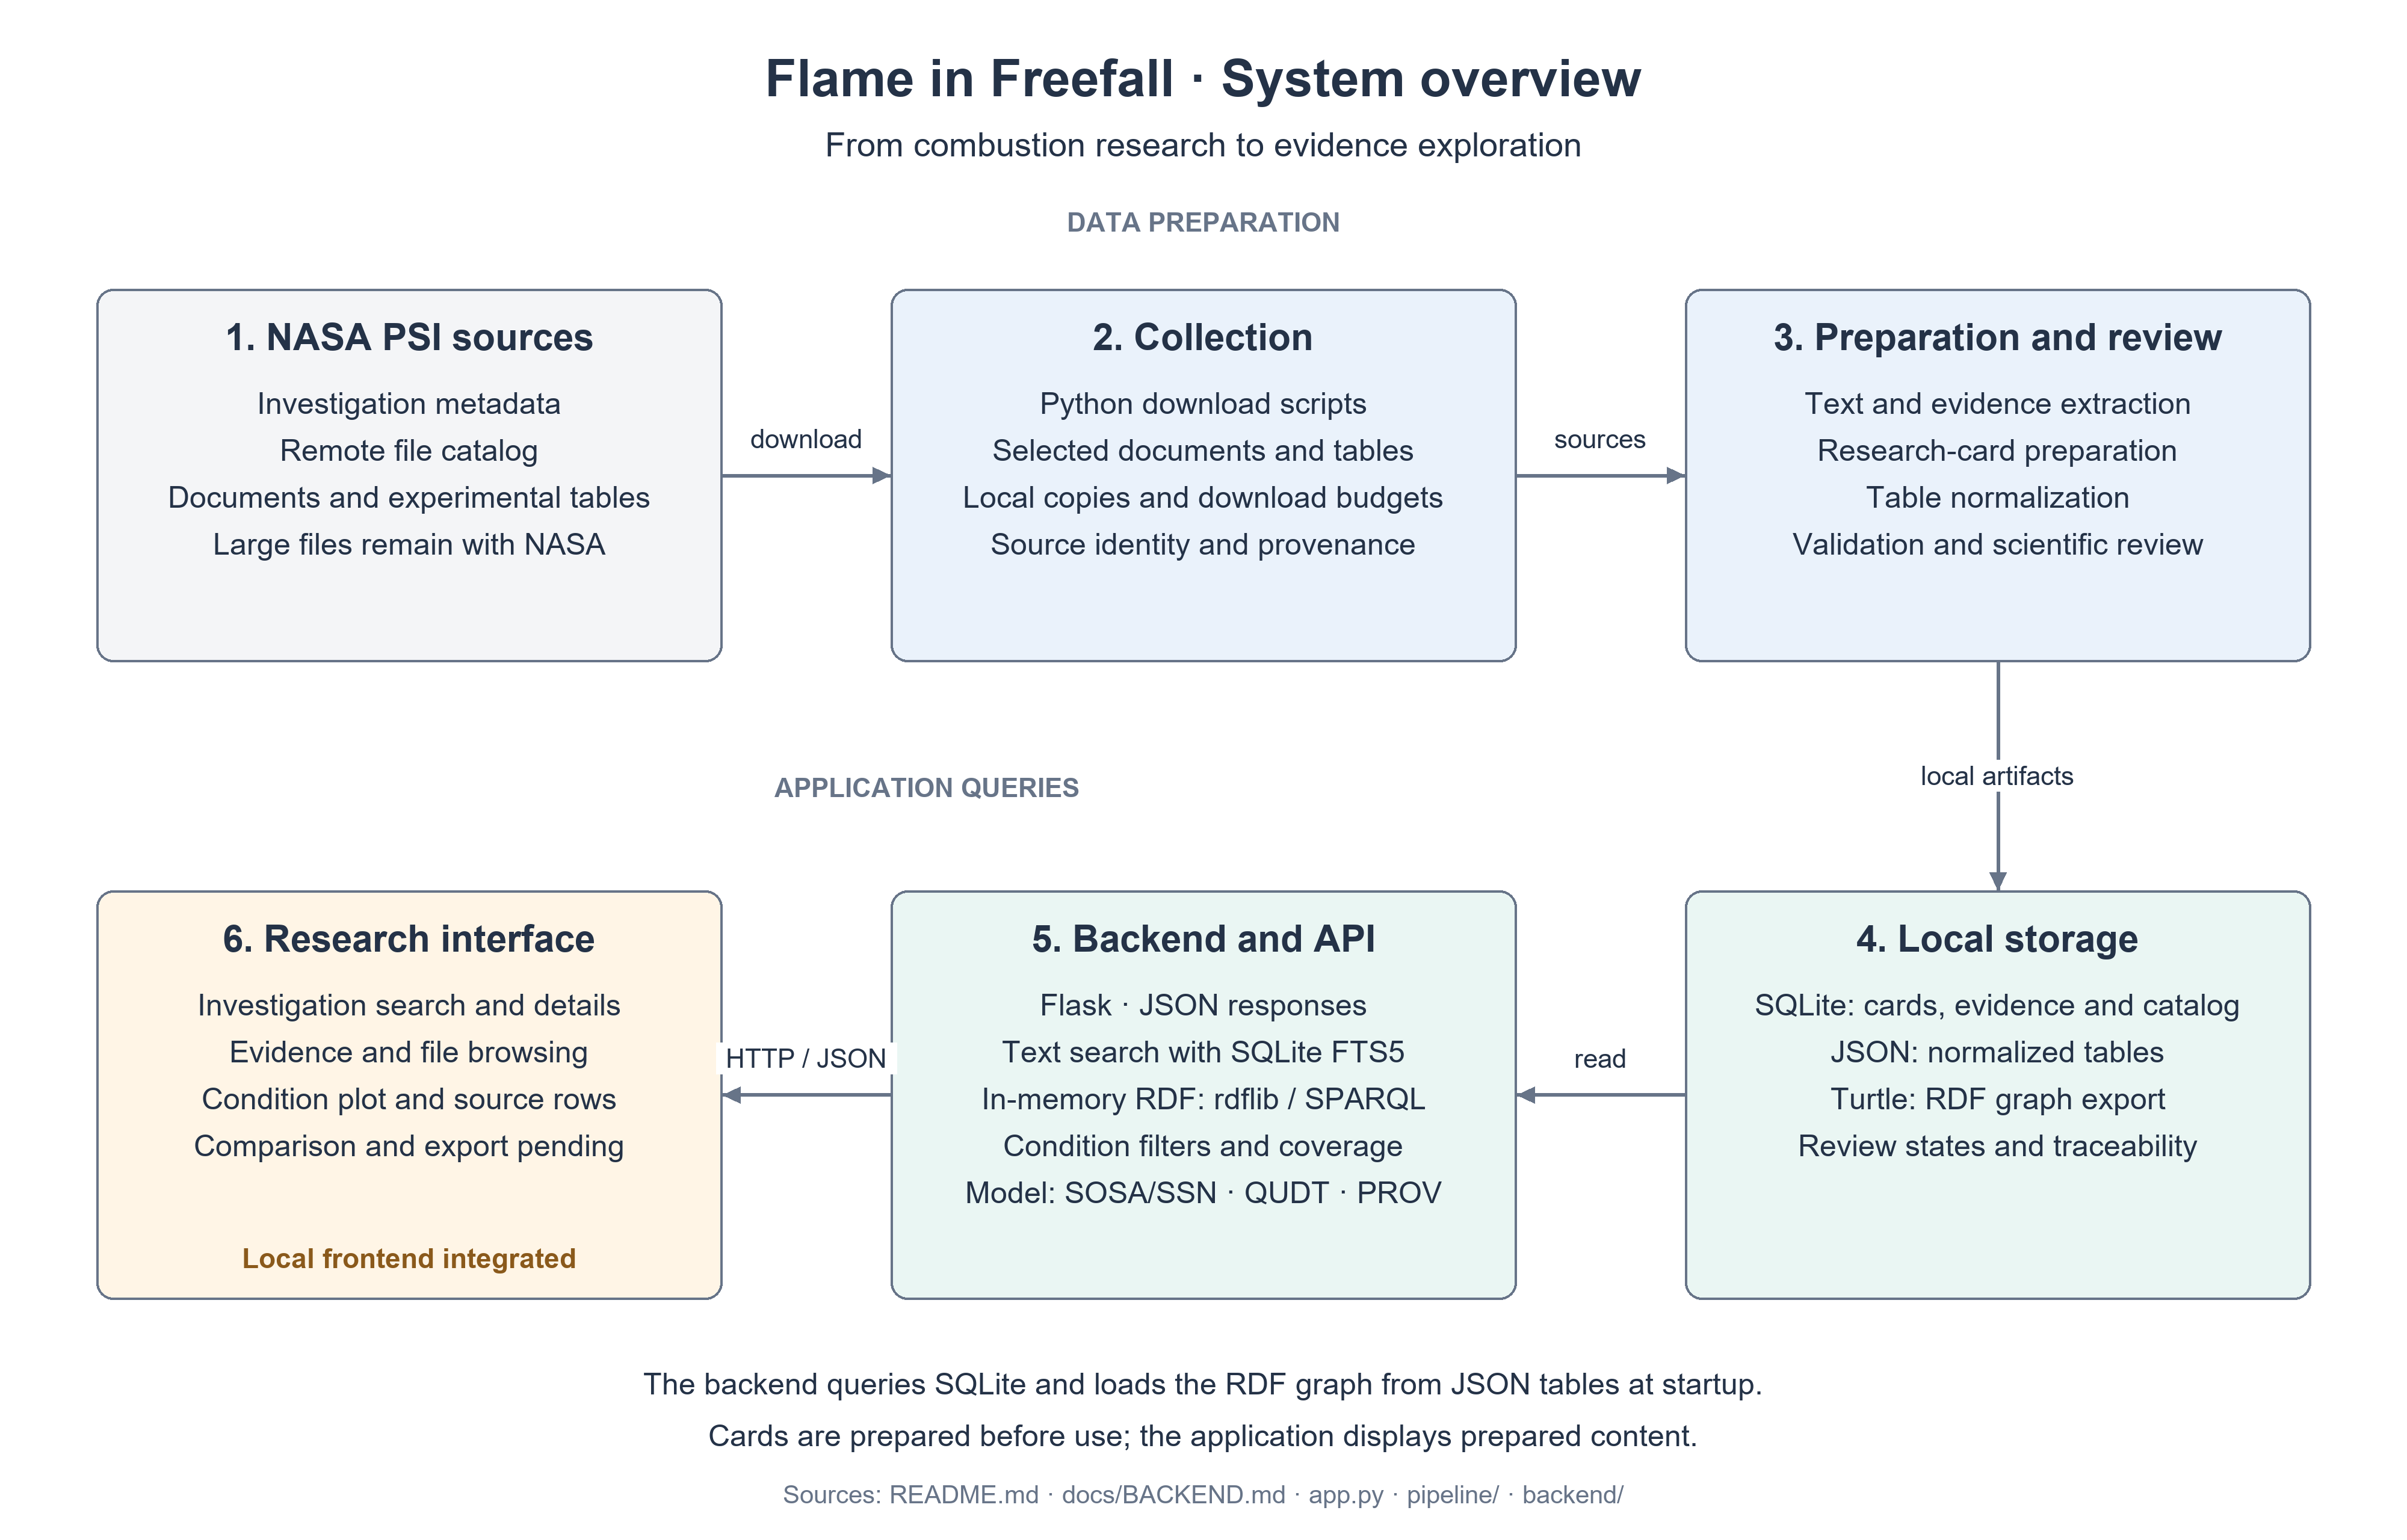 Flame in Freefall · System overview
From combustion research to evidence exploration
DATA PREPARATION
1. NASA PSI sources
Investigation metadata
Remote file catalog
Documents and experimental tables
Large files remain with NASA
download
2. Collection
Python download scripts
Selected documents and tables
Local copies and download budgets
Source identity and provenance
sources
3. Preparation and review
Text and evidence extraction
Research-card preparation
Table normalization
Validation and scientific review
local artifacts
APPLICATION QUERIES
4. Local storage
SQLite: cards, evidence and catalog
JSON: normalized tables
Turtle: RDF graph export
Review states and traceability
read
5. Backend and API
Flask · JSON responses
Text search with SQLite FTS5
In-memory RDF: rdflib / SPARQL
Condition filters and coverage
Model: SOSA/SSN · QUDT · PROV
HTTP / JSON
6. Research interface
Investigation search and details
Evidence and file browsing
Condition plot and source rows
Comparison and export pending
Local frontend integrated
The backend queries SQLite and loads the RDF graph from JSON tables at startup.
Cards are prepared before use; the application displays prepared content.
Sources: README.md · docs/BACKEND.md · app.py · pipeline/ · backend/